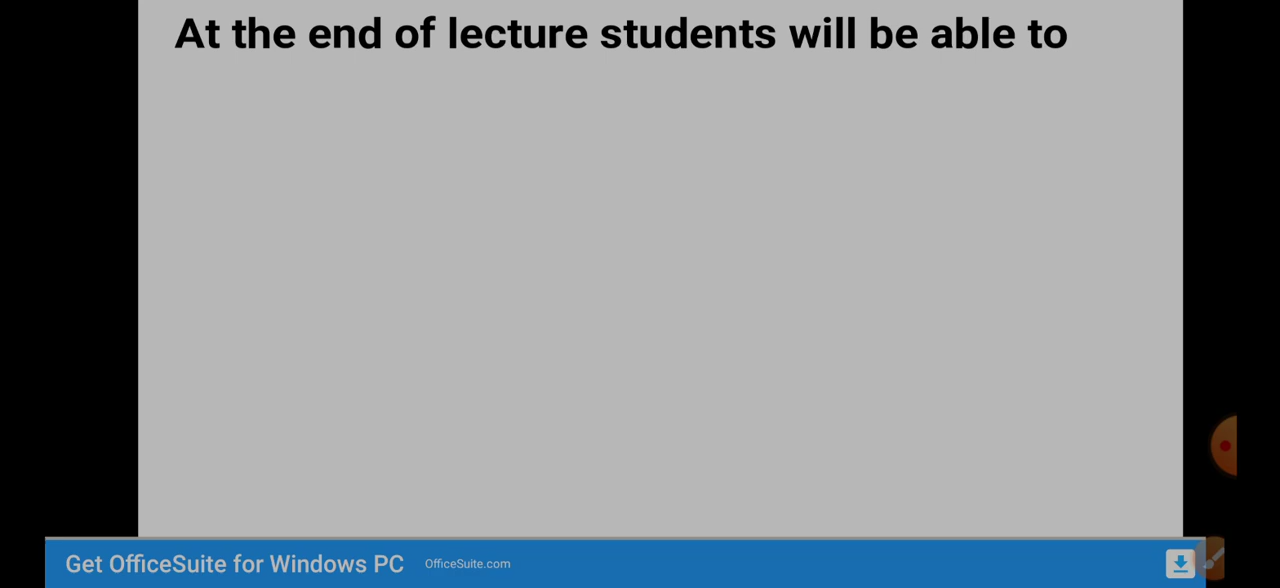 At the end of lecture students will be able to
Get OfficeSuite for Windows PC OfficeSuite.com